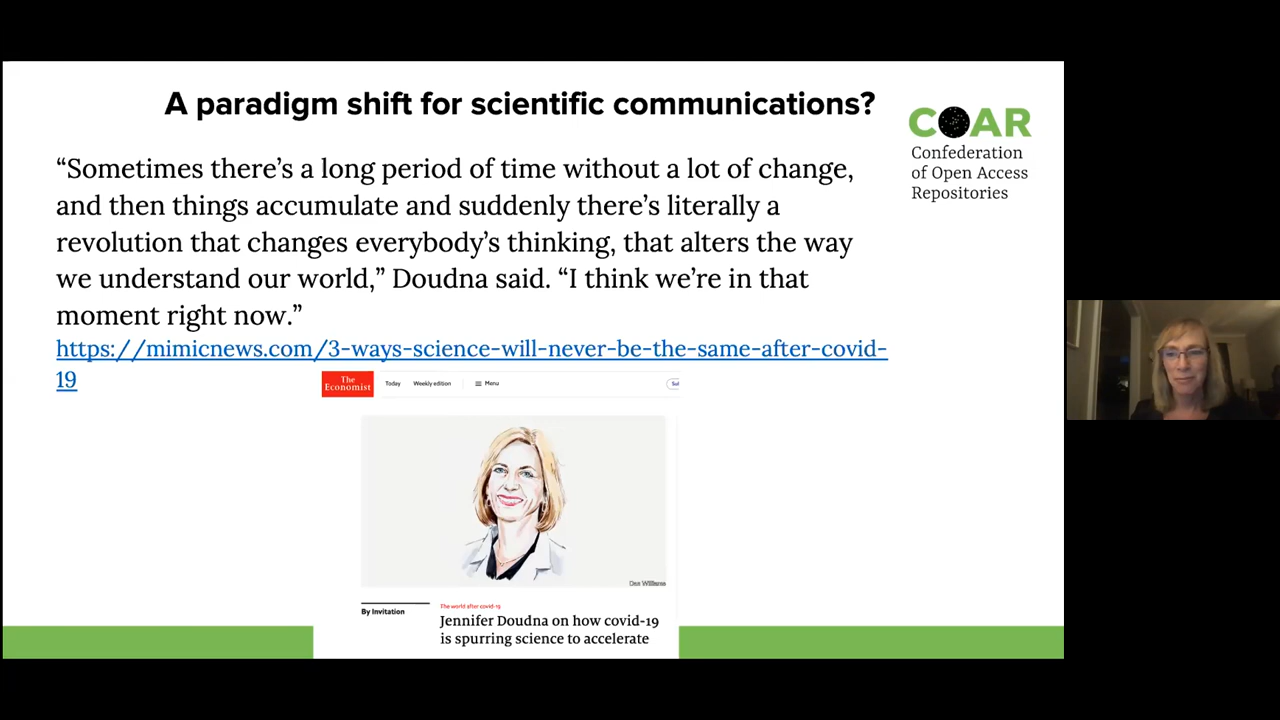 A paradigm shift for scientific communications?
COAR
Confederation
of Open Access
Repositories
“Sometimes there’s a long period of time without a lot of change,
and then things accumulate and suddenly there’s literally a
revolution that changes everybody’s thinking, that alters the way
we understand our world,” Doudna said. “I think we’re in that
moment right now.”
https://mimicnews.com/3-ways-science-will-never-be-the-same-after-covid-
19
The
Economist
Today Weekly edition Menu
Dan Williams
By Invitation
The world after covid-19
Jennifer Doudna on how covid-19
is spurring science to accelerate